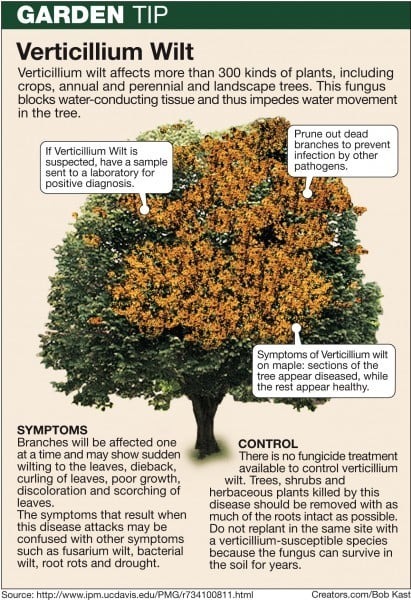 GARDEN TIP
Verticillium Wilt
Verticillium wilt affects more than 300 kinds of plants, including
crops, annual and perennial and landscape trees. This fungus
blocks water-conducting tissue and thus impedes water movement
in the tree.
If Verticillium Wilt is
suspected, have a sample
sent to a laboratory for
positive diagnosis.
Prune out dead
branches to prevent
infection by other
pathogens.
Symptoms of Verticillium wilt
on maple: sections of the
tree appear diseased, while
the rest appear healthy.
SYMPTOMS
Branches will be affected one
at a time and may show sudden
wilting to the leaves, dieback,
curling of leaves, poor growth,
discoloration and scorching of
leaves.
The symptoms that result when
this disease attacks may be
confused with other symptoms
such as fusarium wilt, bacterial
wilt, root rots and drought.
CONTROL
There is no fungicide treatment
available to control verticillium
wilt. Trees, shrubs and
herbaceous plants killed by this
disease should be removed with as
much of the roots intact as possible.
Do not replant in the same site with
a verticillium-susceptible species
because the fungus can survive in
the soil for years.
Source: http://www.ipm.ucdavis.edu/PMG/r734100811.html
Creators.com/Bob Kast